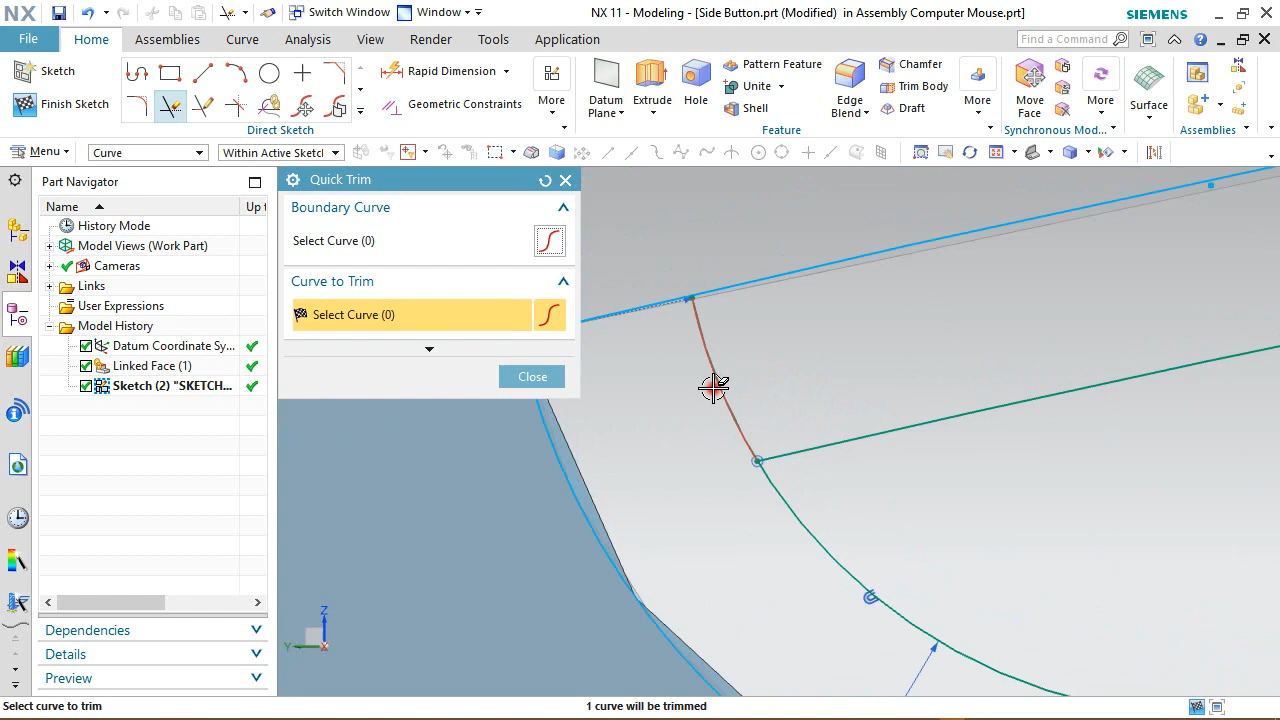 NX
Switch Window
Window
NX 11 - Modeling - [Side Button.prt (Modified) in Assembly Computer Mouse.prt]
SIEMENS
File
Home
Assemblies
Curve
Analysis
View
Render
Tools
Application
Find a Command
Sketch
Finish Sketch
Rapid Dimension
Geometric Constraints
More
Direct Sketch
Datum Plane
Extrude
Hole
Pattern Feature
Unite
Shell
Edge Blend
Chamfer
Trim Body
Draft
More
Feature
Move Face
More
Synchronous Mod...
Surface
Assemblies
Menu
Curve
Within Active Sketch
Part Navigator
Name
Up t
History Mode
Model Views (Work Part)
Cameras
Links
User Expressions
Model History
Datum Coordinate Sy...
Linked Face (1)
Sketch (2) "SKETCH...
Dependencies
Details
Preview
Quick Trim
Boundary Curve
Select Curve (0)
Curve to Trim
Select Curve (0)
Close
Z
Y
X
Select curve to trim
1 curve will be trimmed